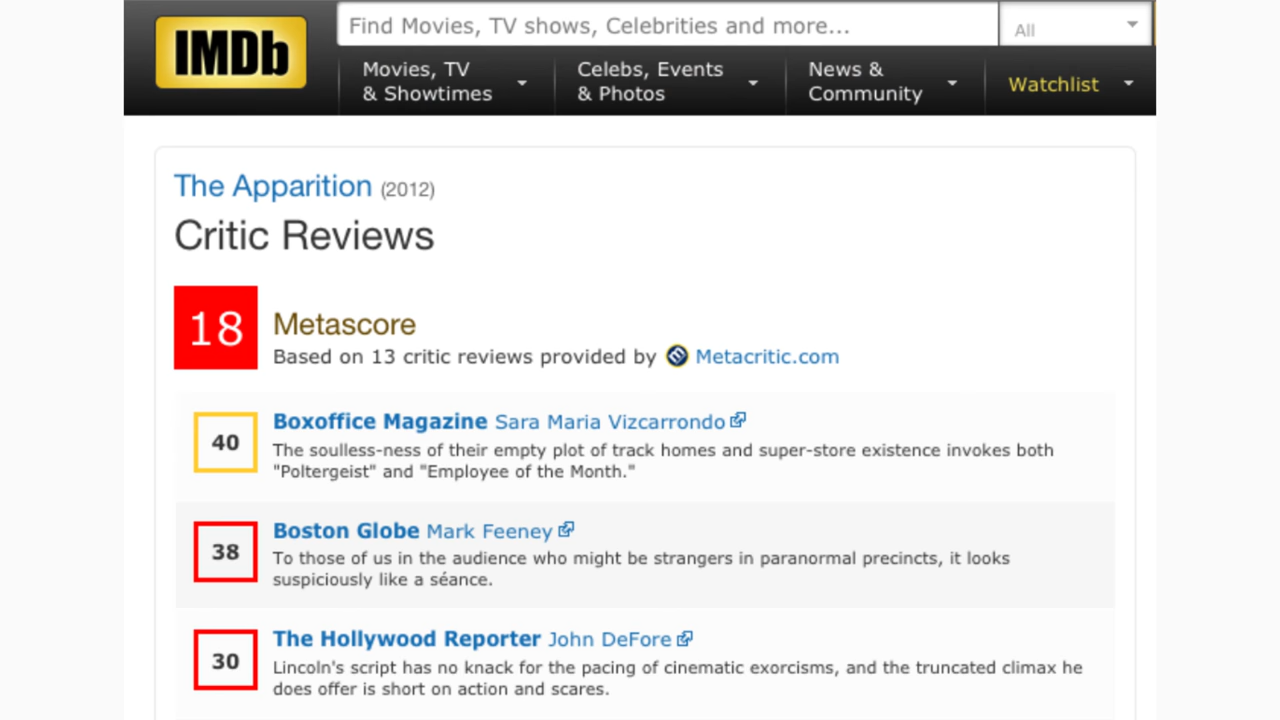 IMDb
Find Movies, TV shows, Celebrities and more...
All
Movies, TV
& Showtimes
Celebs, Events
& Photos
News &
Community
Watchlist
The Apparition (2012)
Critic Reviews
18
Metascore
Based on 13 critic reviews provided by Metacritic.com
40
Boxoffice Magazine Sara Maria Vizcarrondo
The soulless-ness of their empty plot of track homes and super-store existence invokes both
"Poltergeist" and "Employee of the Month."
38
Boston Globe Mark Feeney
To those of us in the audience who might be strangers in paranormal precincts, it looks
suspiciously like a séance.
30
The Hollywood Reporter John DeFore
Lincoln's script has no knack for the pacing of cinematic exorcisms, and the truncated climax he
does offer is short on action and scares.